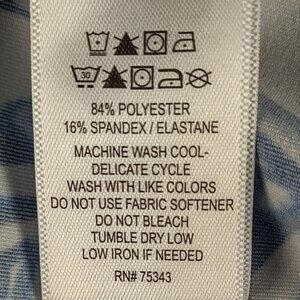 30
84% POLYESTER
16% SPANDEX / ELASTANE
MACHINE WASH COOL-
DELICATE CYCLE
WASH WITH LIKE COLORS
DO NOT USE FABRIC SOFTENER
DO NOT BLEACH
TUMBLE DRY LOW
LOW IRON IF NEEDED
RN# 75343